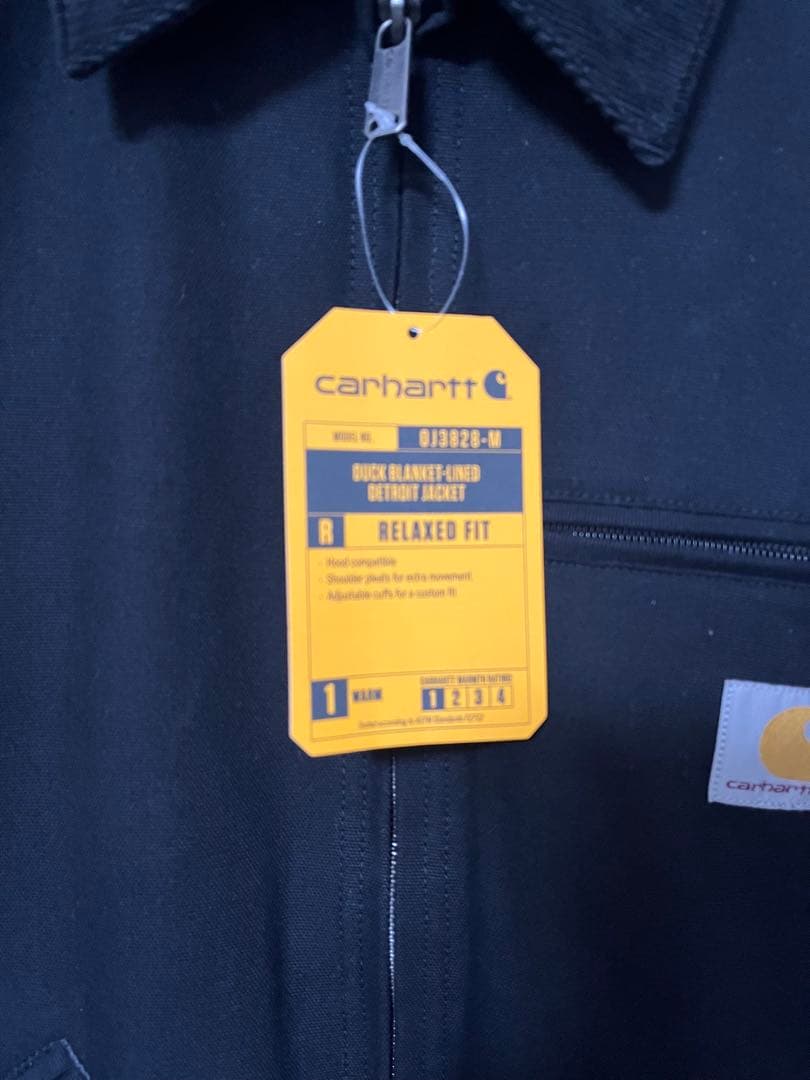 carhartt
MODEL NO.
OJ3828-M
DUCK BLANKET-LINED
DETROIT JACKET
R RELAXED FIT
- Hood compatible
- Shoulder pleats for extra movement
- Adjustable cuffs for a custom fit
1 WARM
CARHARTT WARMTH RATING
1 2 3 4
carhartt